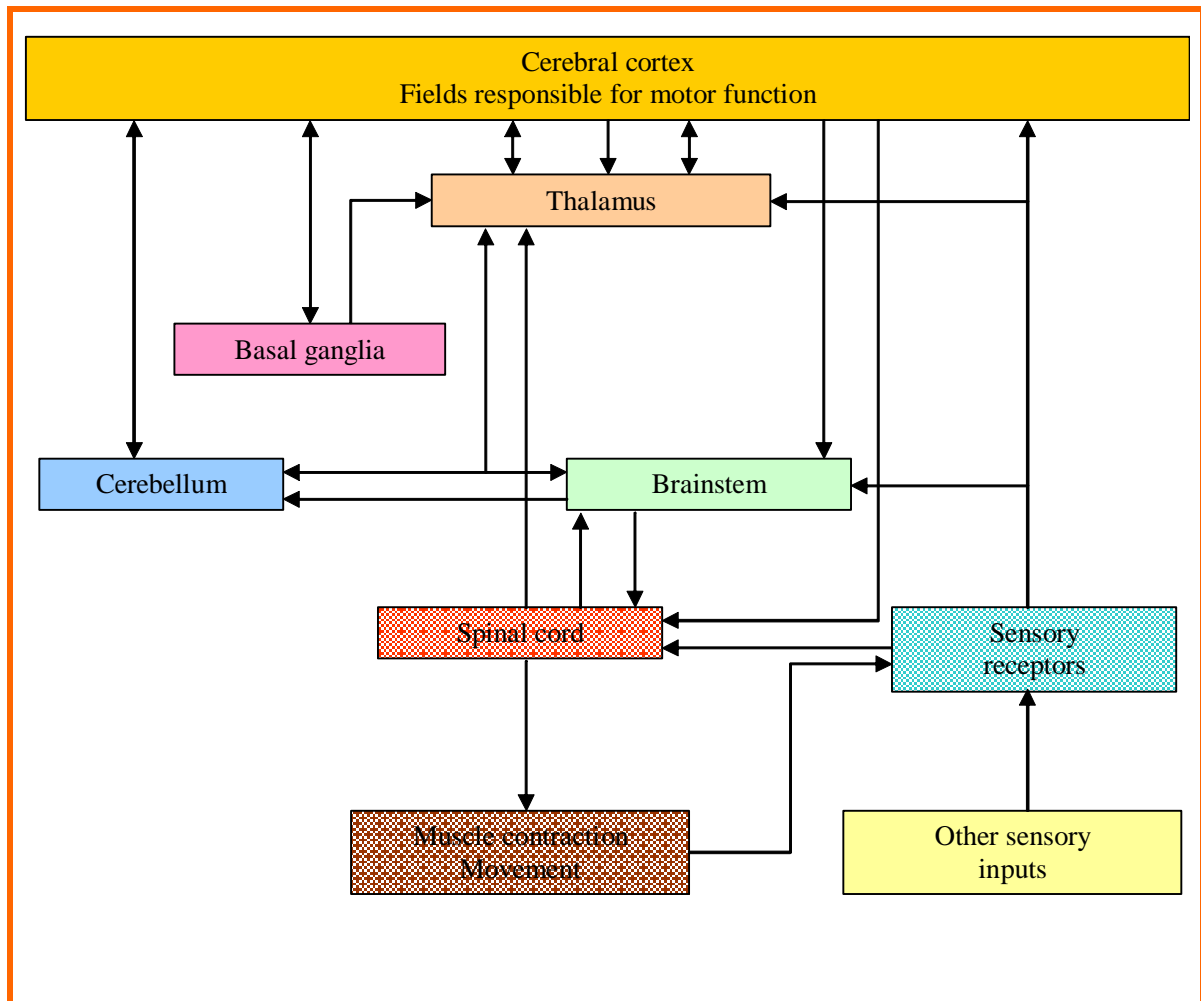 Cerebral cortex
Fields responsible for motor function
Thalamus
Basal ganglia
Cerebellum
Brainstem
Spinal cord
Sensory
receptors
Muscle contraction
Movement
Other sensory
inputs